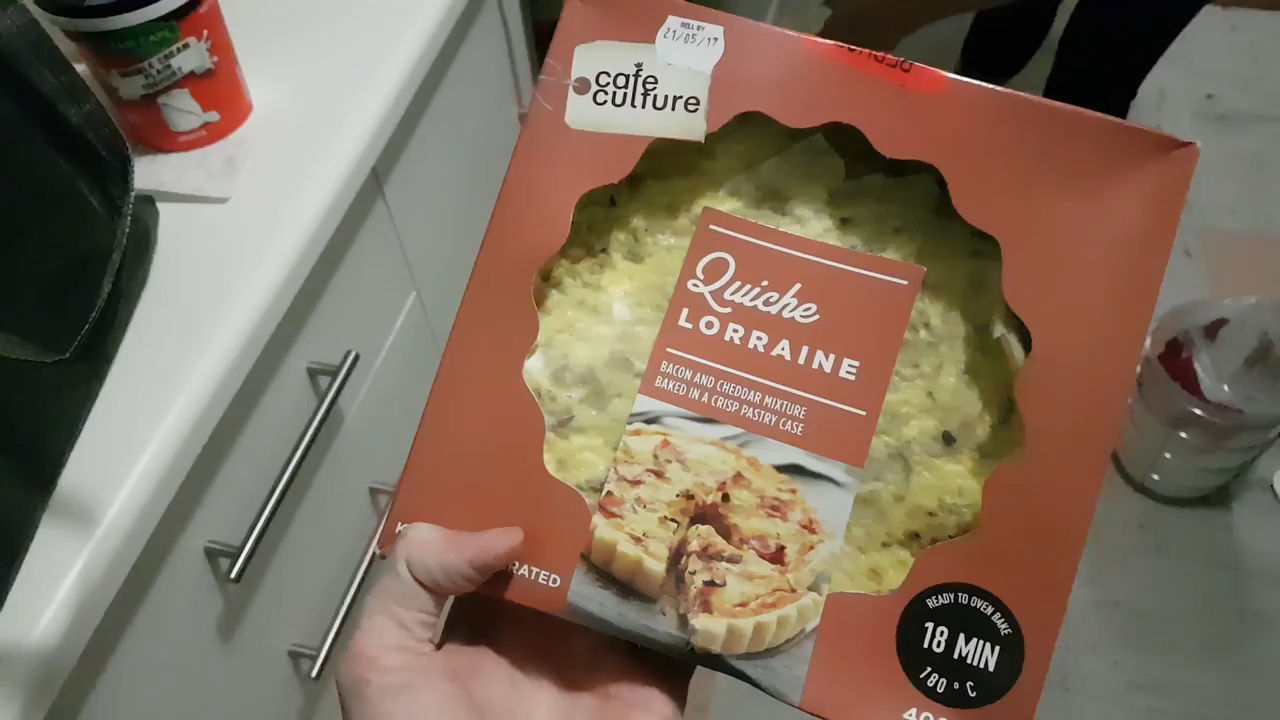 SELL BY
21/05/17
REDUCED
cafe
culture
Quiche
LORRAINE
BACON AND CHEDDAR MIXTURE
BAKED IN A CRISP PASTRY CASE
READY TO OVEN BAKE
18 MIN
180°C